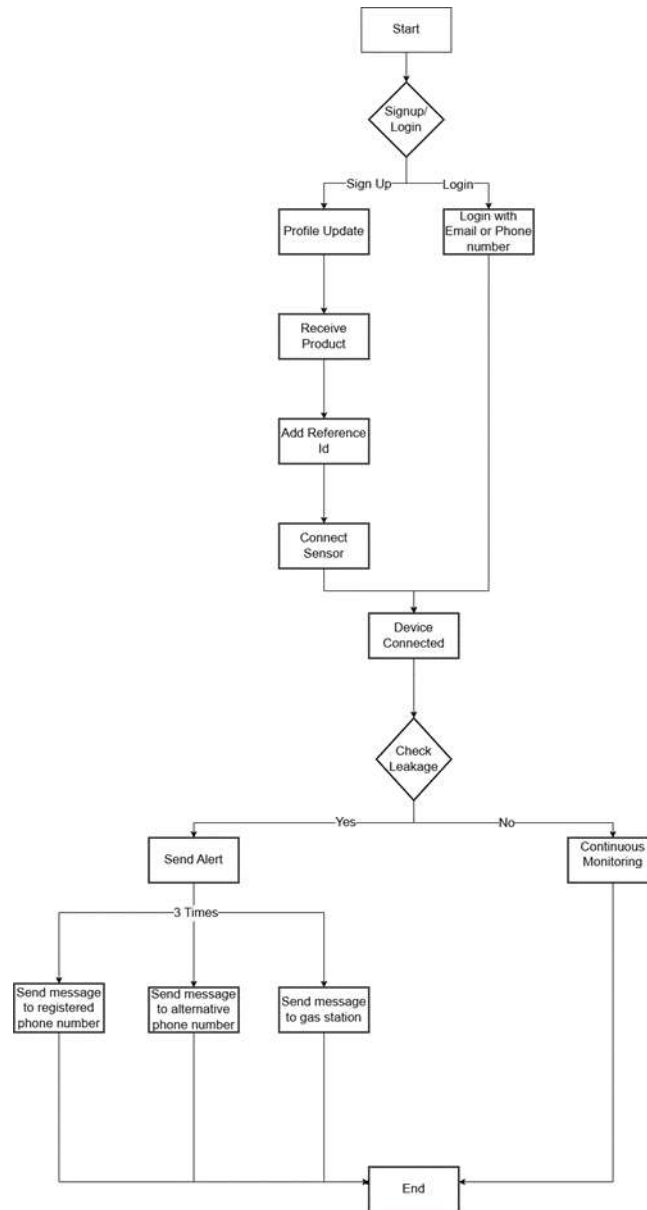 Start
Signup/
Login
Sign Up
Login
Profile Update
Login with
Email or Phone
number
Receive
Product
Add Reference
Id
Connect
Sensor
Device
Connected
Check
Leakage
Yes
No
Send Alert
Continuous
Monitoring
3 Times
Send message
to registered
phone number
Send message
to alternative
phone number
Send message
to gas station
End